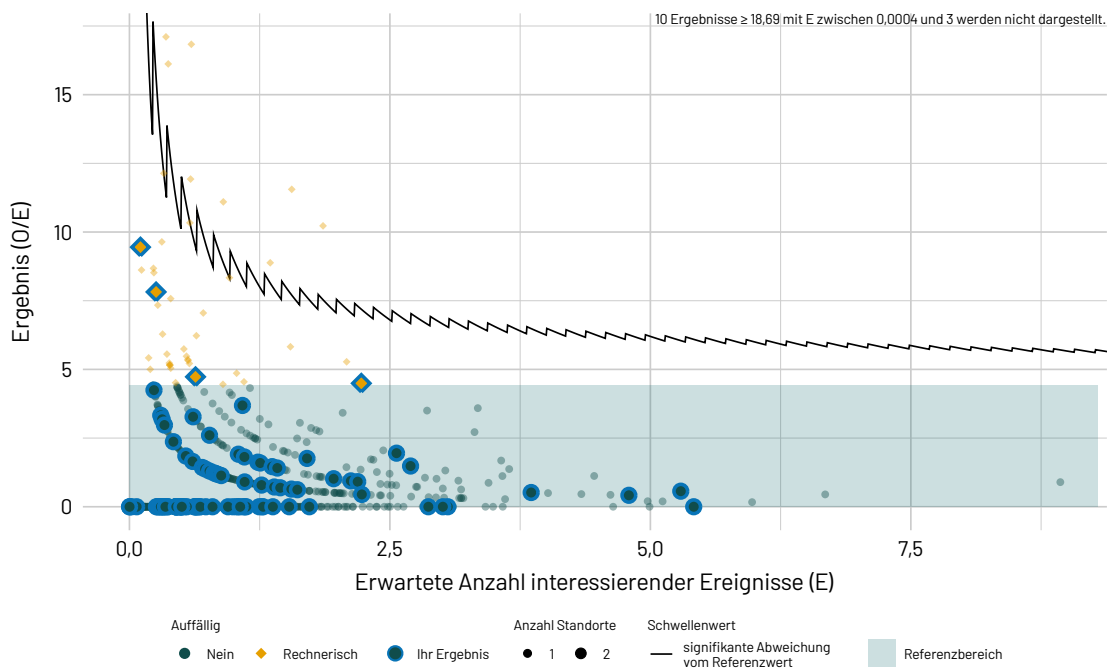 10 Ergebnisse ≥ 18,69 mit E zwischen 0,0004 und 3 werden nicht dargestellt.
15
10
5
0
Ergebnis (O/E)
0,0
2,5
5,0
7,5
Erwartete Anzahl interessierender Ereignisse (E)
Auffällig
Nein
Rechnerisch
Ihr Ergebnis
Anzahl Standorte
1
2
Schwellenwert
signifikante Abweichung
vom Referenzwert
Referenzbereich